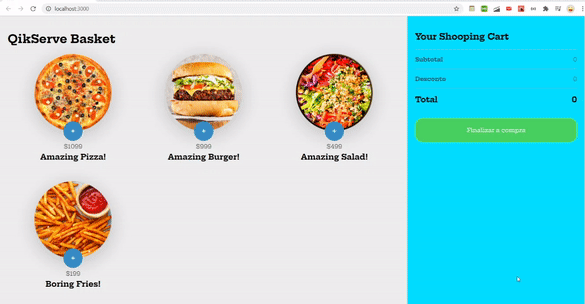 localhost:3000
QikServe Basket
+
$1099
Amazing Pizza!
+
$999
Amazing Burger!
+
$499
Amazing Salad!
+
$199
Boring Fries!
Your Shooping Cart
Subtotal 0
Desconto 0
Total 0
Finalizar a compra